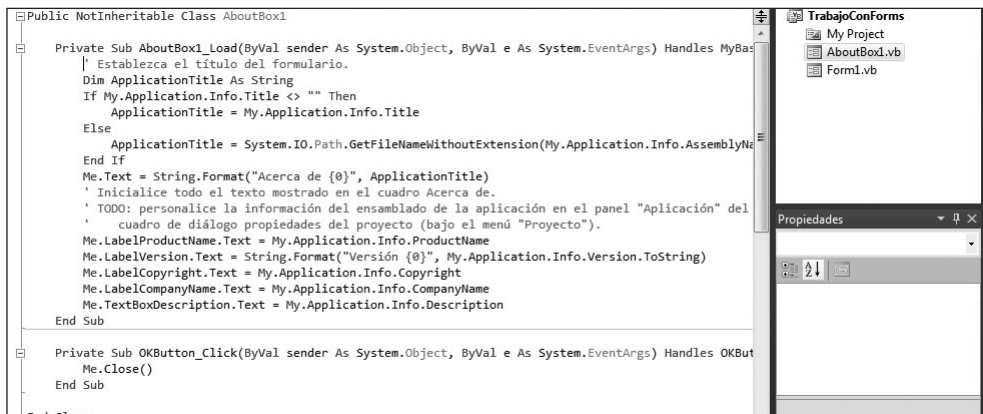 Public NotInheritable Class AboutBox1
Private Sub AboutBox1_Load(ByVal sender As System.Object, ByVal e As System.EventArgs) Handles MyBas
' Establezca el título del formulario.
Dim ApplicationTitle As String
If My.Application.Info.Title <> "" Then
ApplicationTitle = My.Application.Info.Title
Else
ApplicationTitle = System.IO.Path.GetFileNameWithoutExtension(My.Application.Info.AssemblyNa
End If
Me.Text = String.Format("Acerca de {0}", ApplicationTitle)
' Inicialice todo el texto mostrado en el cuadro Acerca de.
' TODO: personalice la información del ensamblado de la aplicación en el panel "Aplicación" del
' cuadro de diálogo propiedades del proyecto (bajo el menú "Proyecto").
Me.LabelProductName.Text = My.Application.Info.ProductName
Me.LabelVersion.Text = String.Format("Versión {0}", My.Application.Info.Version.ToString)
Me.LabelCopyright.Text = My.Application.Info.Copyright
Me.LabelCompanyName.Text = My.Application.Info.CompanyName
Me.TextBoxDescription.Text = My.Application.Info.Description
End Sub
Private Sub OKButton_Click(ByVal sender As System.Object, ByVal e As System.EventArgs) Handles OKBut
Me.Close()
End Sub
TrabajoConForms
My Project
AboutBox1.vb
Form1.vb
Propiedades